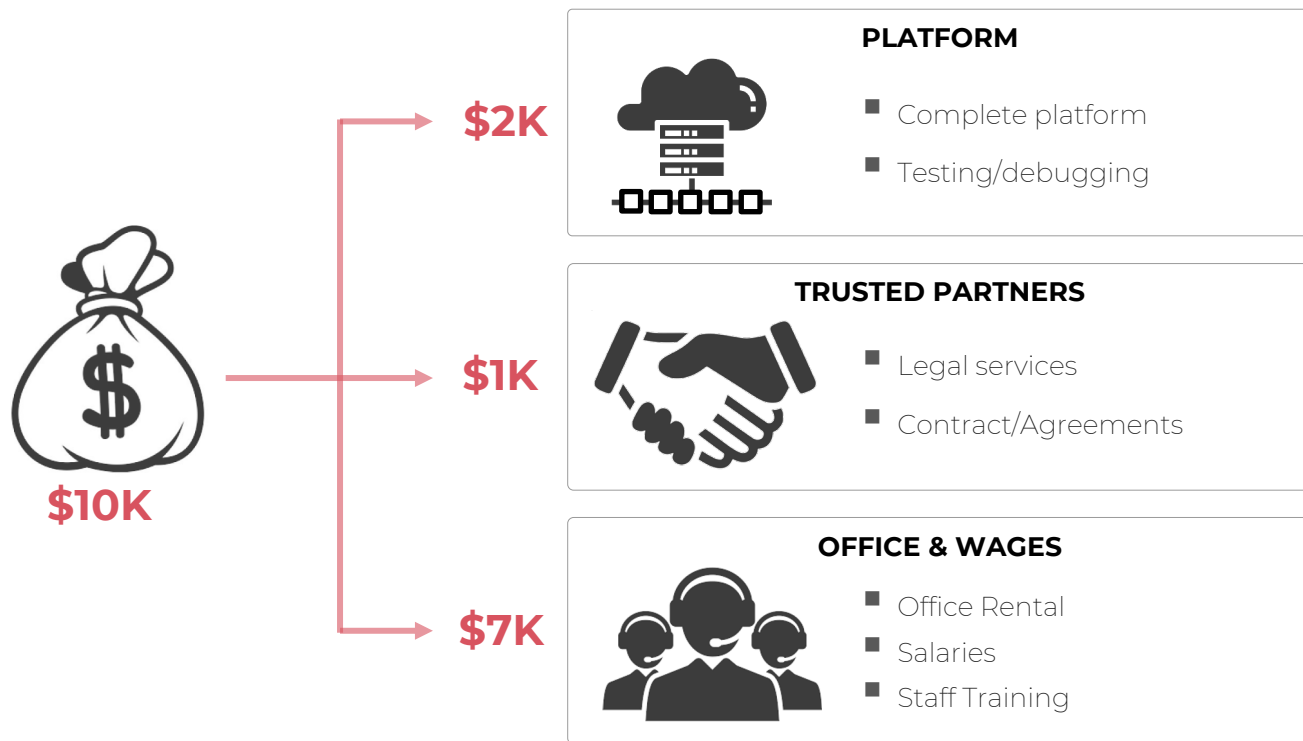 $10K
$2K
PLATFORM
Complete platform
Testing/debugging
$1K
TRUSTED PARTNERS
Legal services
Contract/Agreements
$7K
OFFICE & WAGES
Office Rental
Salaries
Staff Training